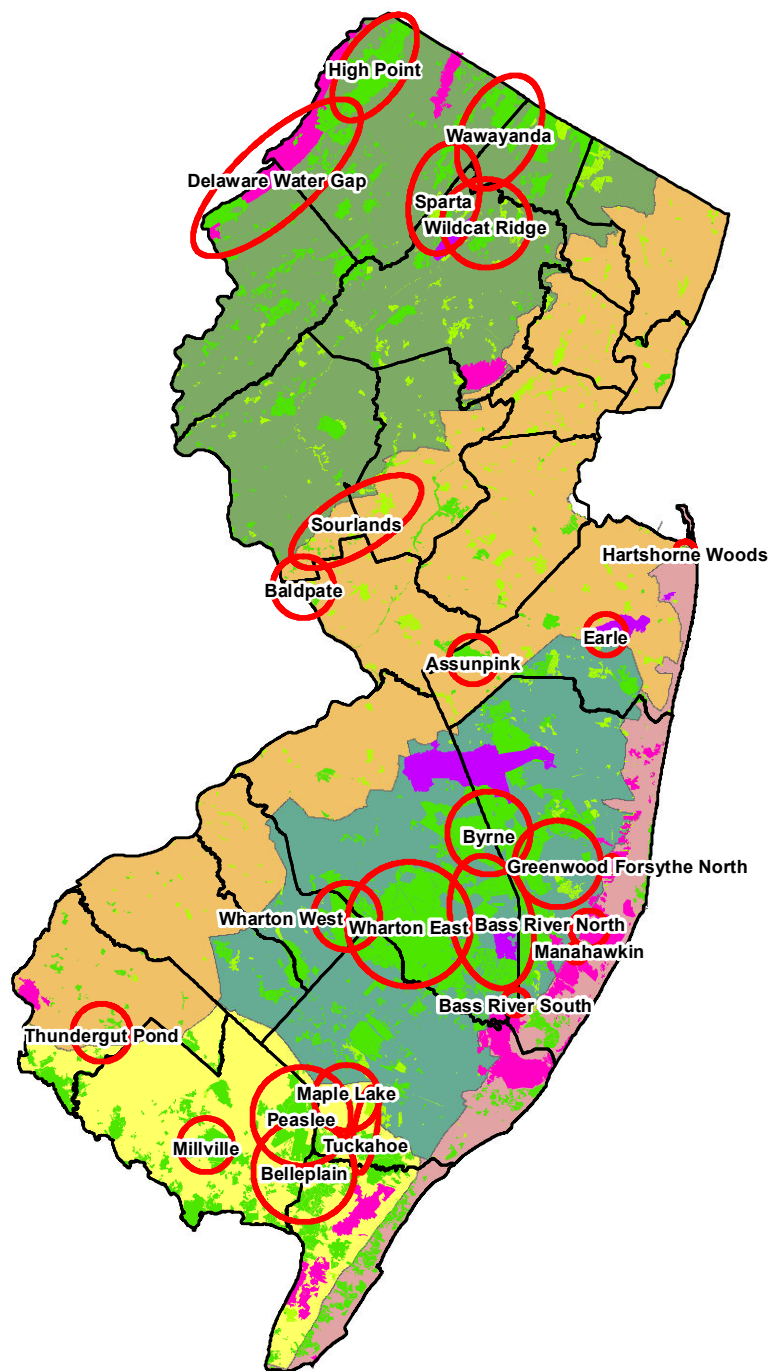 High Point
Wawayanda
Delaware Water Gap
Sparta
Wildcat Ridge
Sourlands
Hartshorne Woods
Baldpate
Earle
Assunpink
Byrne
Greenwood Forsythe North
Wharton West
Wharton East
Bass River North
Manahawkin
Bass River South
Thundergut Pond
Maple Lake
Peaslee
Millville
Tuckahoe
Belleplain